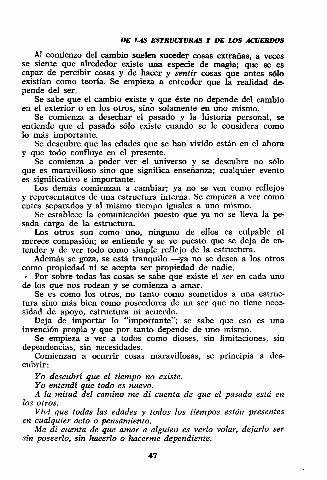 DE LAS ESTRUCTURAS Y DE LOS ACUERDOS
Al comienzo del cambio suelen suceder cosas extrañas, a veces
se siente que alrededor existe una especie de magia; que se es
capaz de percibir cosas y de hacer y sentir cosas que antes sólo
existían como teoría. Se empieza a entender que la realidad de-
pende del ser.
Se sabe que el cambio existe y que éste no depende del cambio
en el exterior o en los otros, sino solamente en uno mismo.
Se comienza a desechar el pasado y la historia personal, se
entiende que el pasado sólo existe cuando se le considera como
lo más importante.
Se descubre que las edades que se han vivido están en el ahora
y que todo confluye en el presente.
Se comienza a poder ver el universo y se descubre no sólo
que es maravilloso sino que significa enseñanza; cualquier evento
es significativo e importante.
Los demás comienzan a cambiar; ya no se ven como reflejos
y representantes de una estructura interna. Se empieza a ver como
entes separados y al mismo tiempo iguales a uno mismo.
Se establece la comunicación puesto que ya no se lleva la pe-
sada carga de la estructura.
Los otros son como uno, ninguno de ellos es culpable ni
merece compasión; se entiende y se ve puesto que se deja de en-
tender y de ver todo como simple reflejo de la estructura.
Además se goza, se está tranquilo —ya no se desea a los otros
como propiedad ni se acepta ser propiedad de nadie.
Por sobre todas las cosas se sabe que existe el ser en cada uno
de los que nos rodean y se comienza a amar.
Se es como los otros, no tanto como sometidos a una estruc-
tura sino más bien como poseedores de un ser que no tiene nece-
sidad de apoyo, estructura ni acuerdo.
Deja de importar lo "importante"; se sabe que eso es una
invención propia y que por tanto depende de uno mismo.
Se empieza a ver a todos como dioses, sin limitaciones, sin
dependencias, sin necesidades.
Comienzan a ocurrir cosas maravillosas, se principia a des-
cubrir:
Yo descubrí que el tiempo no existe.
Yo entendí que todo es nuevo.
A la mitad del camino me di cuenta de que el pasado está en
los otros.
Viví que todas las edades y todos los tiempos están presentes
en cualquier acto o pensamiento.
Me di cuenta de que amar a alguien es verlo volar, dejarlo ser
sin poseerlo, sin hacerlo o hacerme dependiente.
47